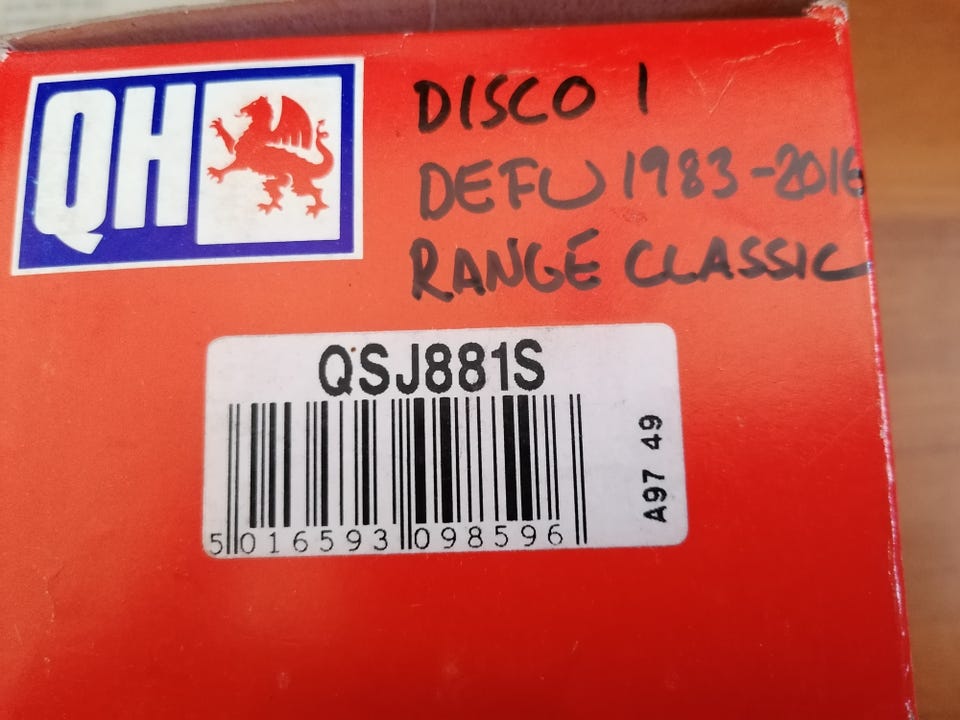 QH
DISCO 1
DEFU 1983-2016
RANGE CLASSIC
QSJ881S
5 016593 098596
A97 49